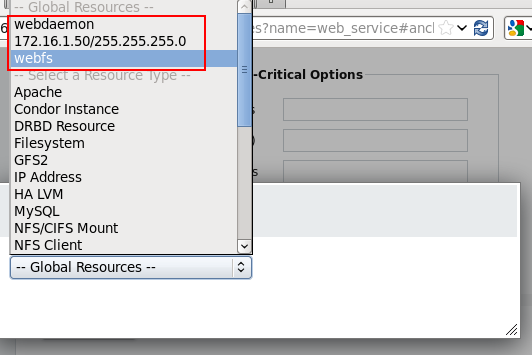 -- Global Resources --
webdaemon
172.16.1.50/255.255.255.0
webfs
-- Select a Resource Type --
Apache
Condor Instance
DRBD Resource
Filesystem
GFS2
IP Address
HA LVM
MySQL
NFS/CIFS Mount
NFS Client
-- Global Resources --
es?name=web_service#anc
-Critical Options
s
)
s